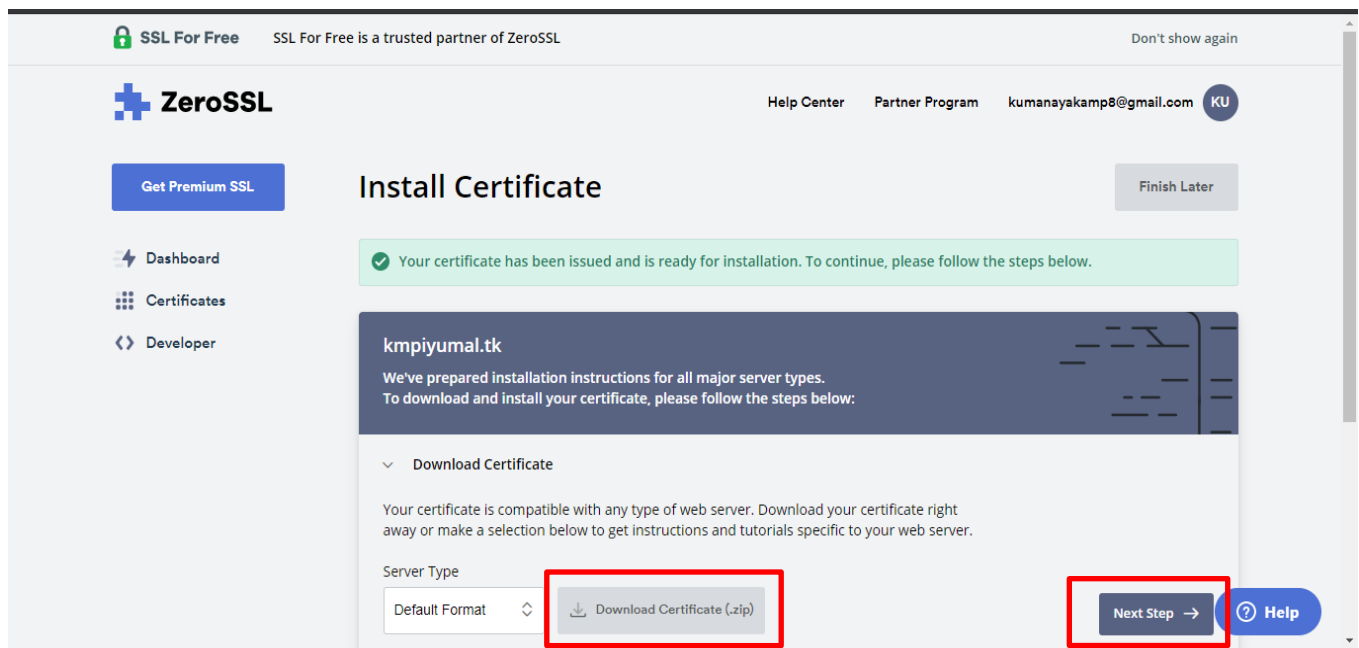 SSL For Free
SSL For Free is a trusted partner of ZeroSSL
Don't show again
ZeroSSL
Help Center
Partner Program
kumanayakamp8@gmail.com
KU
Get Premium SSL
Install Certificate
Finish Later
Dashboard
Certificates
Developer
Your certificate has been issued and is ready for installation. To continue, please follow the steps below.
kmpiyumal.tk
We've prepared installation instructions for all major server types.
To download and install your certificate, please follow the steps below:
Download Certificate
Your certificate is compatible with any type of web server. Download your certificate right
away or make a selection below to get instructions and tutorials specific to your web server.
Server Type
Default Format
Download Certificate (.zip)
Next Step →
Help